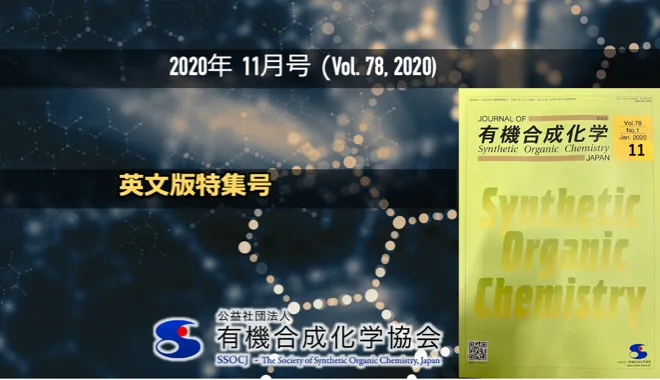 2020年 11月号 (Vol. 78, 2020)
英文版特集号
JOURNAL OF
有機合成化学
Synthetic Organic Chemistry
JAPAN
Vol.78
No.1
Jan. 2020
11
Synthetic
Organic
Chemistry
公益社団法人
有機合成化学協会
SSOCJ - The Society of Synthetic Organic Chemistry, Japan